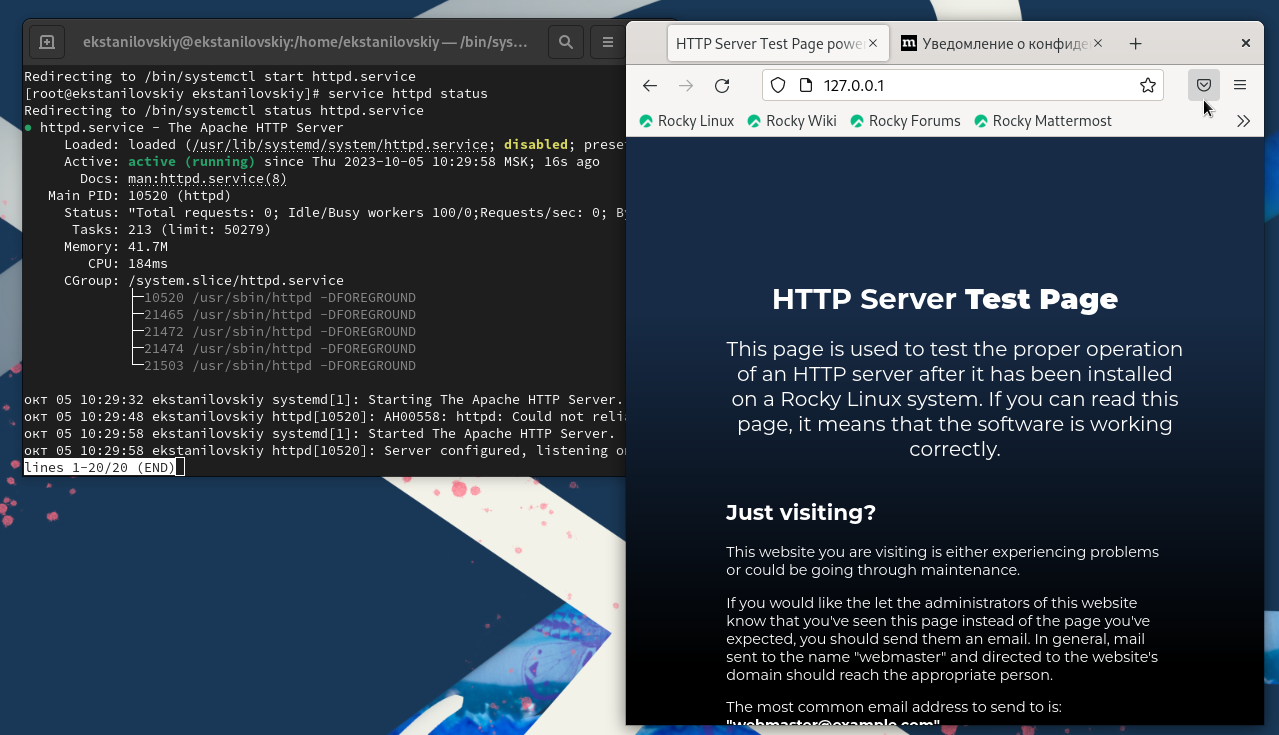 ekstanilovskiy@ekstanilovskiy:/home/ekstanilovskiy — /bin/sys...
Redirecting to /bin/systemctl start httpd.service
[root@ekstanilovskiy ekstanilovskiy]# service httpd status
Redirecting to /bin/systemctl status httpd.service
● httpd.service - The Apache HTTP Server
Loaded: loaded (/usr/lib/systemd/system/httpd.service; disabled; prese
Active: active (running) since Thu 2023-10-05 10:29:58 MSK; 16s ago
Docs: man:httpd.service(8)
Main PID: 10520 (httpd)
Status: "Total requests: 0; Idle/Busy workers 100/0;Requests/sec: 0; B
Tasks: 213 (limit: 50279)
Memory: 41.7M
CPU: 184ms
CGroup: /system.slice/httpd.service
├─10520 /usr/sbin/httpd -DFOREGROUND
├─21465 /usr/sbin/httpd -DFOREGROUND
├─21472 /usr/sbin/httpd -DFOREGROUND
├─21474 /usr/sbin/httpd -DFOREGROUND
└─21503 /usr/sbin/httpd -DFOREGROUND
окт 05 10:29:32 ekstanilovskiy systemd[1]: Starting The Apache HTTP Server.
окт 05 10:29:48 ekstanilovskiy httpd[10520]: AH00558: httpd: Could not reli
окт 05 10:29:58 ekstanilovskiy systemd[1]: Started The Apache HTTP Server.
окт 05 10:29:58 ekstanilovskiy httpd[10520]: Server configured, listening o
lines 1-20/20 (END)
HTTP Server Test Page powe
Уведомление о конфиде
127.0.0.1
Rocky Linux Rocky Wiki Rocky Forums Rocky Mattermost
HTTP Server Test Page
This page is used to test the proper operation
of an HTTP server after it has been installed
on a Rocky Linux system. If you can read this
page, it means that the software is working
correctly.
Just visiting?
This website you are visiting is either experiencing problems
or could be going through maintenance.
If you would like the let the administrators of this website
know that you've seen this page instead of the page you've
expected, you should send them an email. In general, mail
sent to the name "webmaster" and directed to the website's
domain should reach the appropriate person.
The most common email address to send to is:
"webmaster@example.com"